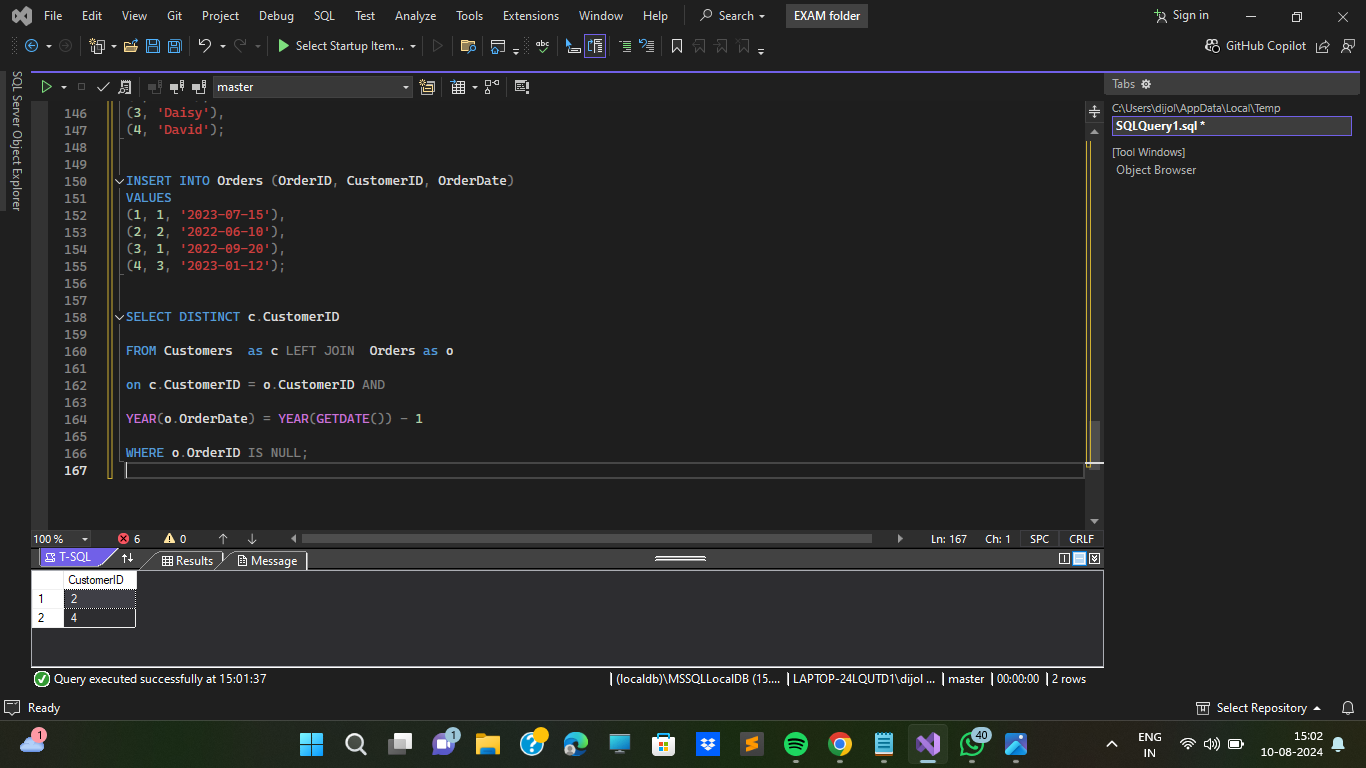 File Edit View Git Project Debug SQL Test Analyze Tools Extensions Window Help Search EXAM folder Sign in
Select Startup Item... abc GitHub Copilot
master
Tabs
C:\Users\dijol\AppData\Local\Temp
SQLQuery1.sql *
[Tool Windows]
Object Browser
SQL Server Object Explorer
146 (3, 'Daisy'),
147 (4, 'David');
148
149
150 INSERT INTO Orders (OrderID, CustomerID, OrderDate)
151 VALUES
152 (1, 1, '2023-07-15'),
153 (2, 2, '2022-06-10'),
154 (3, 1, '2022-09-20'),
155 (4, 3, '2023-01-12');
156
157
158 SELECT DISTINCT c.CustomerID
159
160 FROM Customers as c LEFT JOIN Orders as o
161
162 on c.CustomerID = o.CustomerID AND
163
164 YEAR(o.OrderDate) = YEAR(GETDATE()) - 1
165
166 WHERE o.OrderID IS NULL;
167
100 % 6 0 Ln: 167 Ch: 1 SPC CRLF
T-SQL Results Message
CustomerID
1 2
2 4
Query executed successfully at 15:01:37 (localdb)\MSSQLLocalDB (15.... LAPTOP-24LQUTD1\dijol ... master 00:00:00 2 rows
Ready Select Repository
1 1 40 ENG IN 15:02 10-08-2024